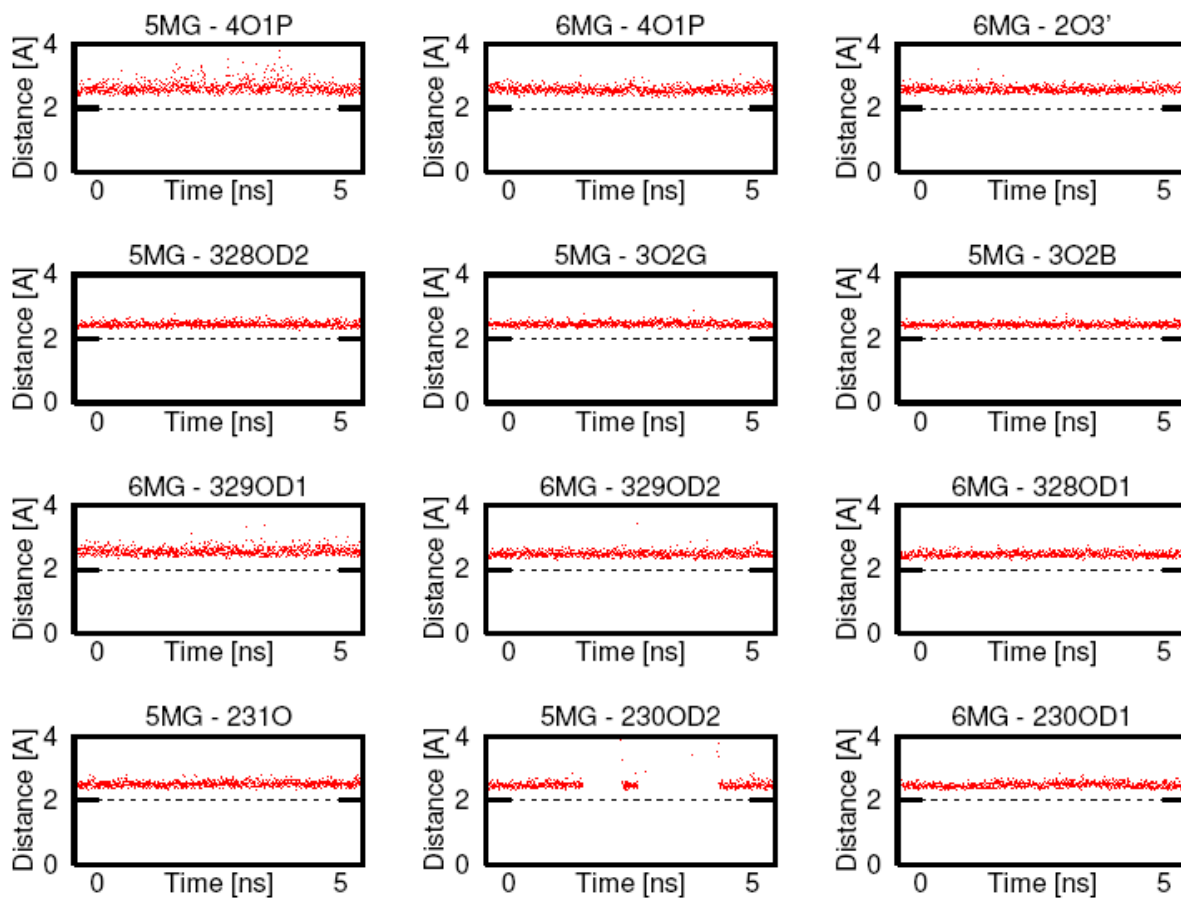 5MG - 4O1P 6MG - 4O1P 6MG - 2O3'
Distance [A] 4 2 0 Distance [A] 4 2 0 Distance [A] 4 2 0
0 Time [ns] 5 0 Time [ns] 5 0 Time [ns] 5
5MG - 328OD2 5MG - 3O2G 5MG - 3O2B
Distance [A] 4 2 0 Distance [A] 4 2 0 Distance [A] 4 2 0
0 Time [ns] 5 0 Time [ns] 5 0 Time [ns] 5
6MG - 329OD1 6MG - 329OD2 6MG - 328OD1
Distance [A] 4 2 0 Distance [A] 4 2 0 Distance [A] 4 2 0
0 Time [ns] 5 0 Time [ns] 5 0 Time [ns] 5
5MG - 231O 5MG - 230OD2 6MG - 230OD1
Distance [A] 4 2 0 Distance [A] 4 2 0 Distance [A] 4 2 0
0 Time [ns] 5 0 Time [ns] 5 0 Time [ns] 5